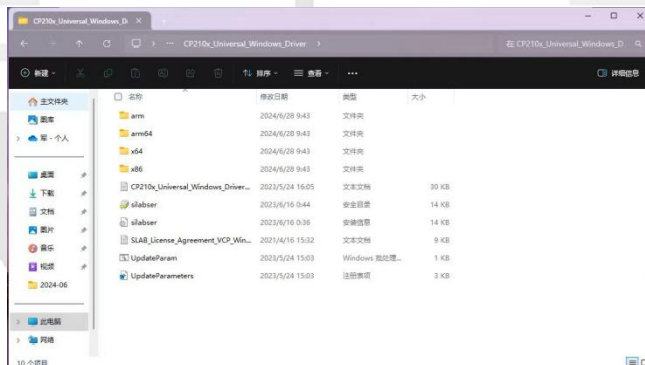 CP210x_Universal_Windows_Dr
CP210x_Universal_Windows_Driver
在 CP210x_Universal_Windows_D
新建
排序
查看
详细信息
主文件夹
图库
军 - 个人
桌面
下载
文档
图片
音乐
视频
2024-06
此电脑
网络
名称 修改日期 类型 大小
arm 2024/6/28 9:43 文件夹
arm64 2024/6/28 9:43 文件夹
x64 2024/6/28 9:43 文件夹
x86 2024/6/28 9:43 文件夹
CP210x_Universal_Windows_Driver... 2023/5/24 16:05 文本文档 30 KB
silabser 2023/6/16 0:44 安全目录 14 KB
silabser 2023/6/16 0:36 安装信息 14 KB
SLAB_License_Agreement_VCP_Win... 2021/4/16 15:32 文本文档 9 KB
UpdateParam 2023/5/24 15:03 Windows 批处理... 1 KB
UpdateParameters 2023/5/24 15:03 注册表项 3 KB
10 个项目